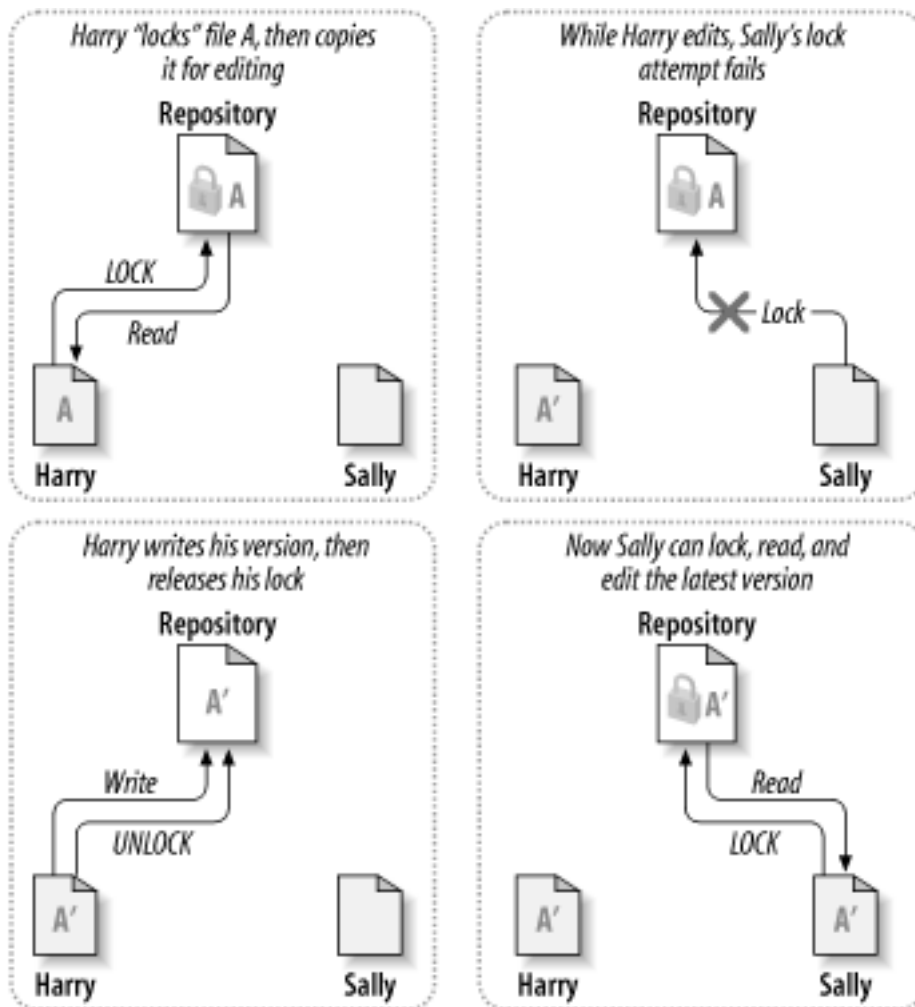 Harry “locks” file A, then copies
it for editing
Repository
A
LOCK
Read
A
Harry
Sally
While Harry edits, Sally’s lock
attempt fails
Repository
A
Lock
A′
Harry
Sally
Harry writes his version, then
releases his lock
Repository
A′
Write
UNLOCK
A′
Harry
Sally
Now Sally can lock, read, and
edit the latest version
Repository
A′
Read
LOCK
A′
Harry
A′
Sally